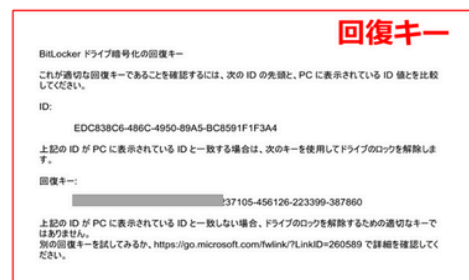 回復キー
BitLocker ドライブ暗号化の回復キー
これが適切な回復キーであることを確認するには、次の ID の先頭と、PC に表示されている ID 値とを比較
してください。
ID:
EDC838C6-486C-4950-89A5-BC8591F1F3A4
上記の ID が PC に表示されている ID と一致する場合は、次のキーを使用してドライブのロックを解除しま
す。
回復キー:
237105-456126-223399-387860
上記の ID が PC に表示されている ID と一致しない場合、ドライブのロックを解除するための適切なキーで
はありません。
別の回復キーを試してみるか、https://go.microsoft.com/fwlink/?LinkID=260589 で詳細を確認してく
ださい。